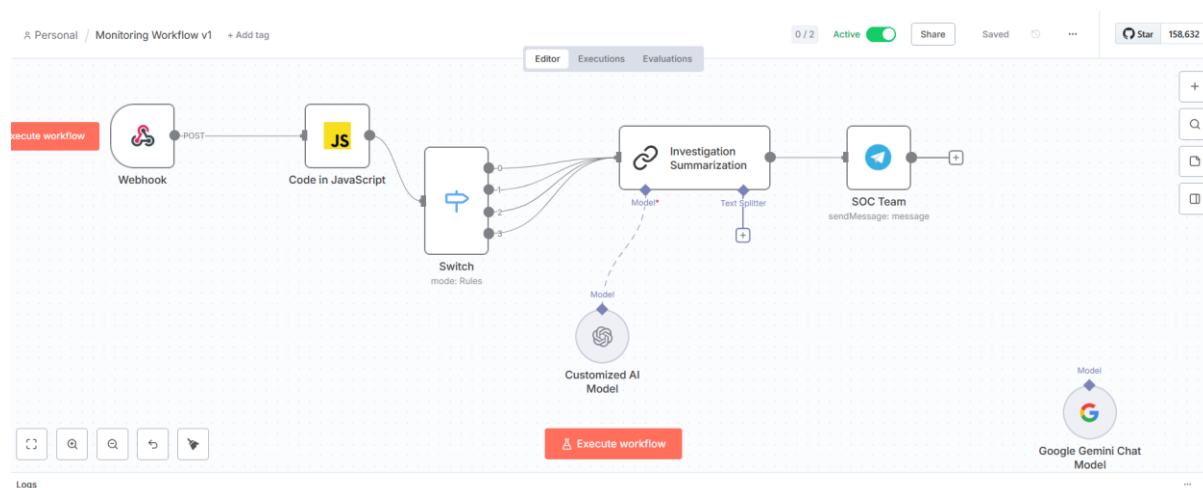 Personal / Monitoring Workflow v1 + Add tag
0 / 2 Active Share Saved ... Star 158,632
Editor Executions Evaluations
Execute workflow
POST
Webhook
JS
Code in JavaScript
0
1
2
3
Switch
mode: Rules
Investigation
Summarization
Model*
Text Splitter
SOC Team
sendMessage: message
Model
Customized AI
Model
Model
Google Gemini Chat
Model
Execute workflow
Logs